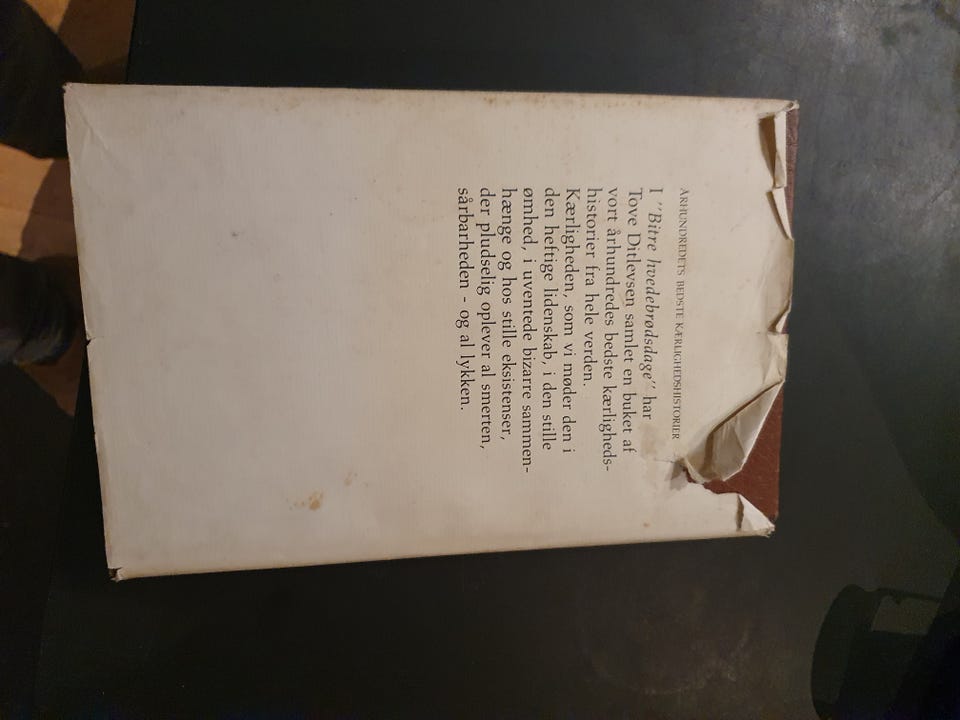 ÅRHUNDREDETS BEDSTE KÆRLIGHEDSHISTORIER
I "Bitre hvedebrødsdage" har
Tove Ditlevsen samlet en buket af
vort århundredes bedste kærligheds-
historier fra hele verden.
Kærligheden, som vi møder den i
den heftige lidenskab, i den stille
ømhed, i uventede bizarre sammen-
hænge og hos stille eksistenser,
der pludselig oplever al smerten,
sårbarheden - og al lykken.